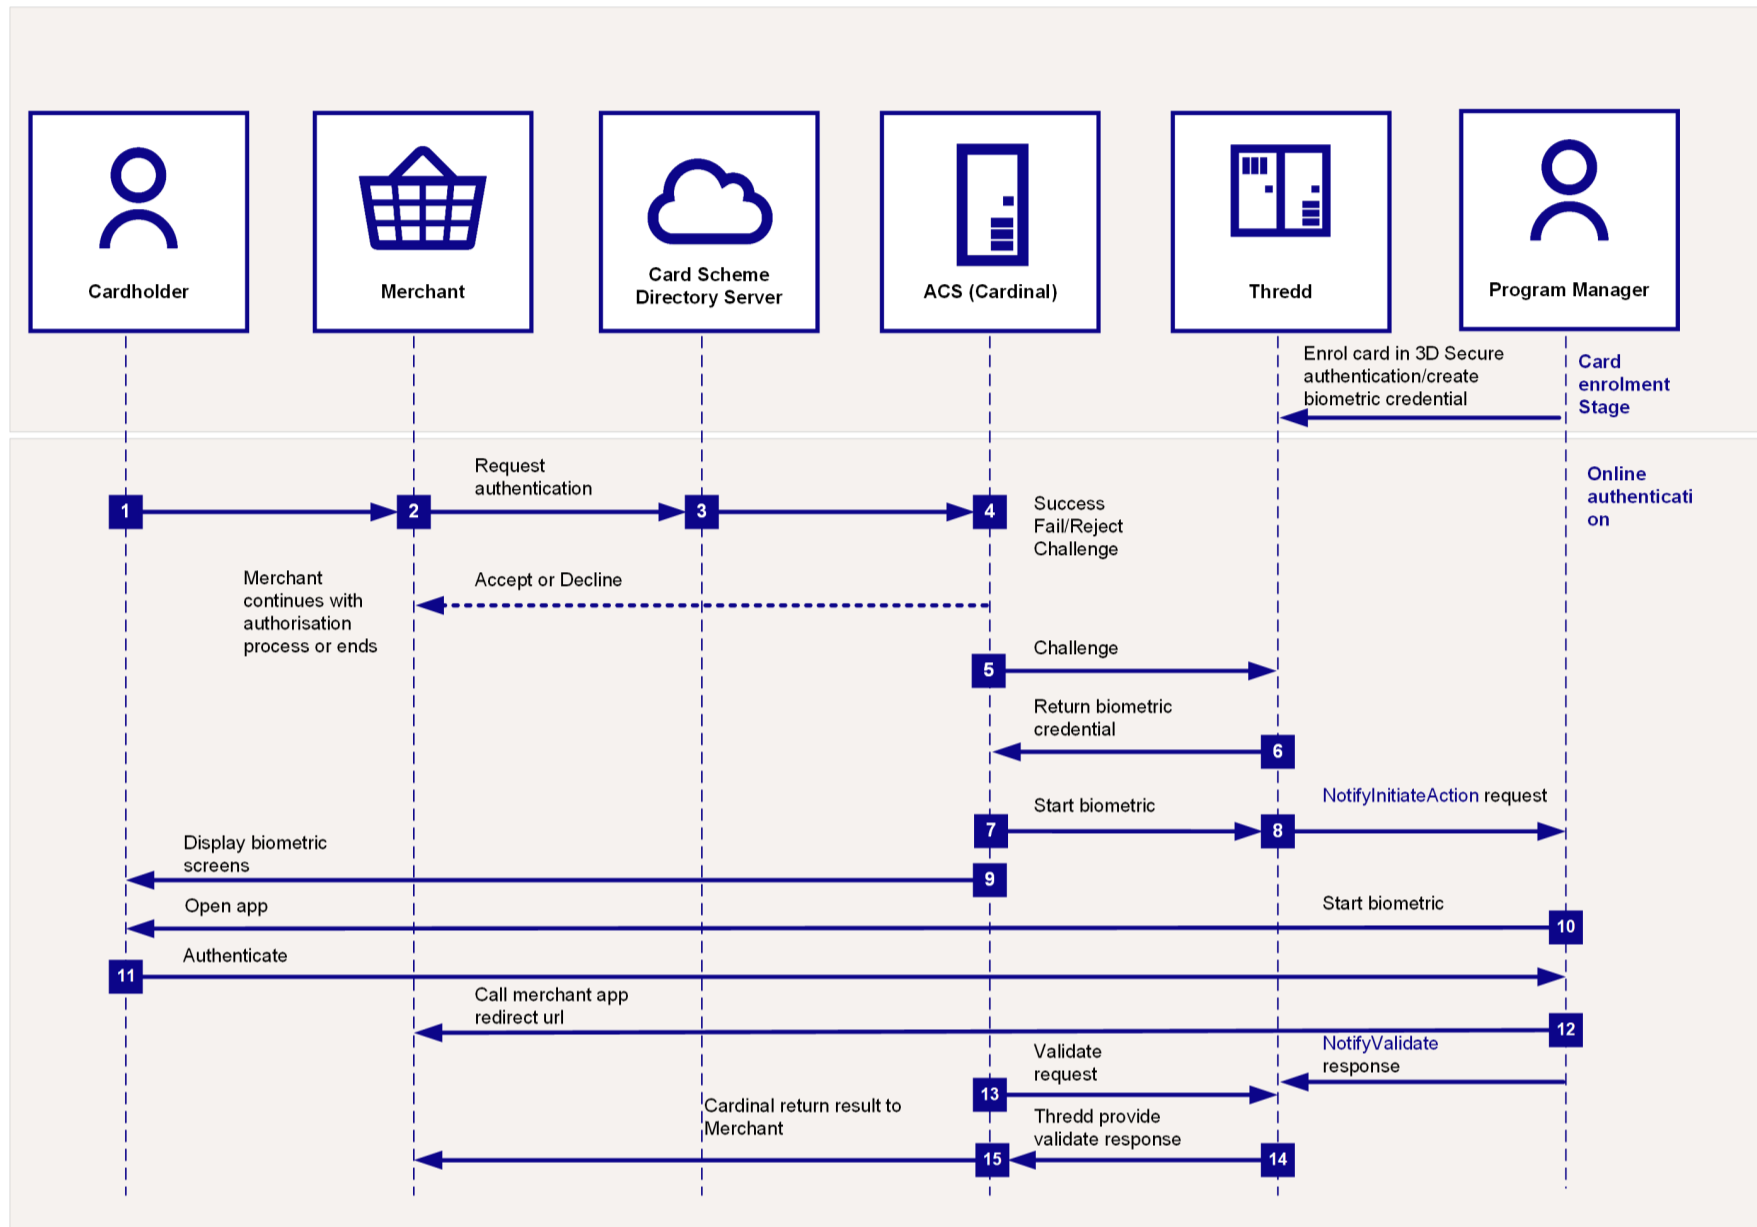 Cardholder
Merchant
Card Scheme
Directory Server
ACS (Cardinal)
Thredd
Program Manager
Enrol card in 3D Secure
authentication/create
biometric credential
Card
enrolment
Stage
Online
authenticati
on
Request
authentication
1
2
3
4
Success
Fail/Reject
Challenge
Merchant
continues with
authorisation
process or ends
Accept or Decline
Challenge
5
Return biometric
credential
6
Start biometric
NotifyInitiateAction request
7
8
Display biometric
screens
9
Open app
Start biometric
10
Authenticate
11
Call merchant app
redirect url
12
NotifyValidate
response
Validate
request
13
Cardinal return result to
Merchant
Thredd provide
validate response
15
14